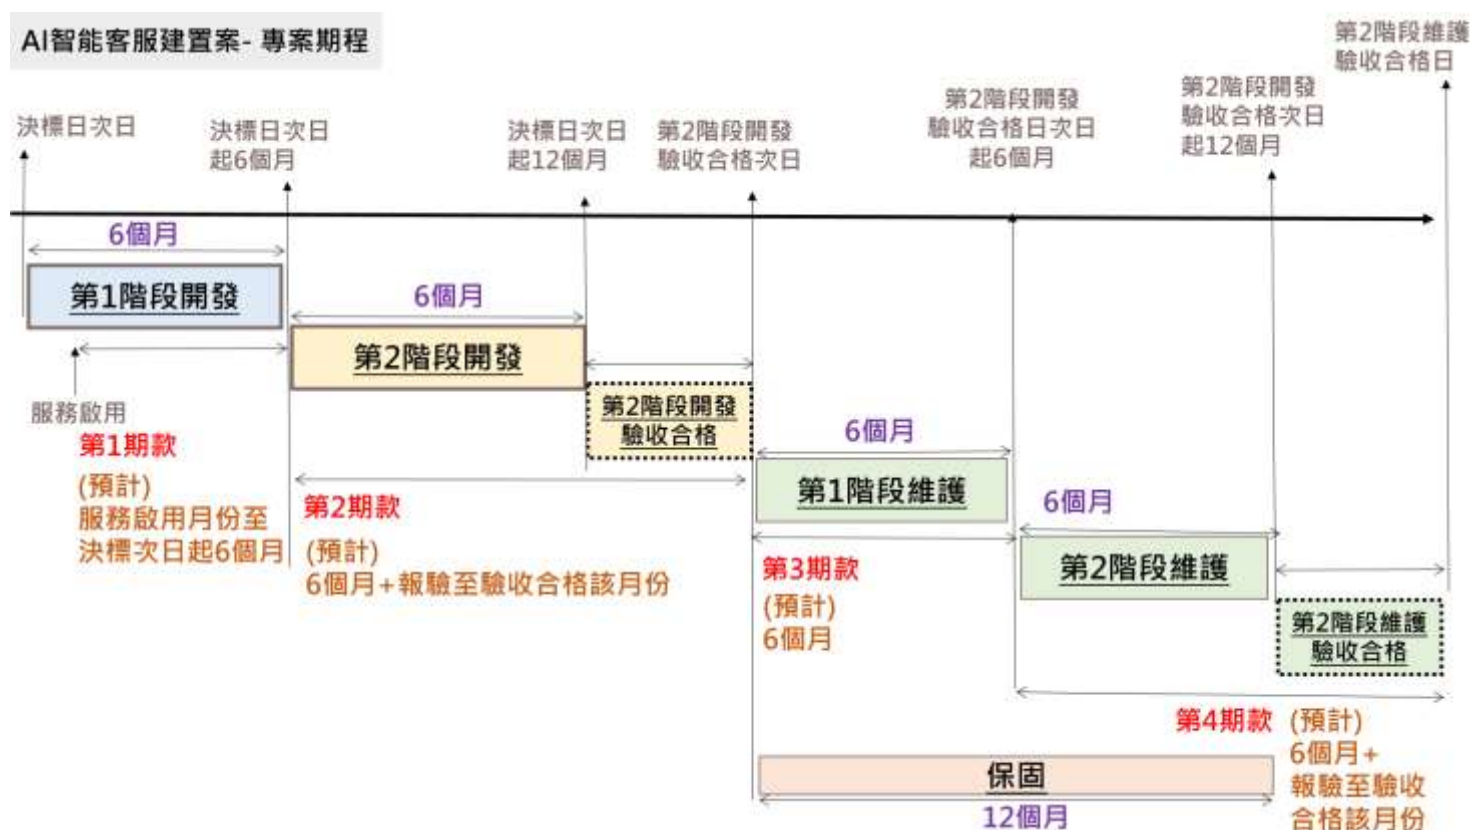 AI智能客服建置案- 專案期程
決標日次日
決標日次日
起6個月
決標日次日
起12個月
第2階段開發
驗收合格次日
第2階段開發
驗收合格日次日
起6個月
第2階段開發
驗收合格次日
起12個月
第2階段維護
驗收合格日
6個月
第1階段開發
6個月
第2階段開發
服務啟用
第2階段開發
驗收合格
第1期款
(預計)
服務啟用月份至
決標次日起6個月
第2期款
(預計)
6個月+報驗至驗收合格該月份
6個月
第1階段維護
第3期款
(預計)
6個月
6個月
第2階段維護
第2階段維護
驗收合格
第4期款
(預計)
6個月+
報驗至驗收
合格該月份
保固
12個月